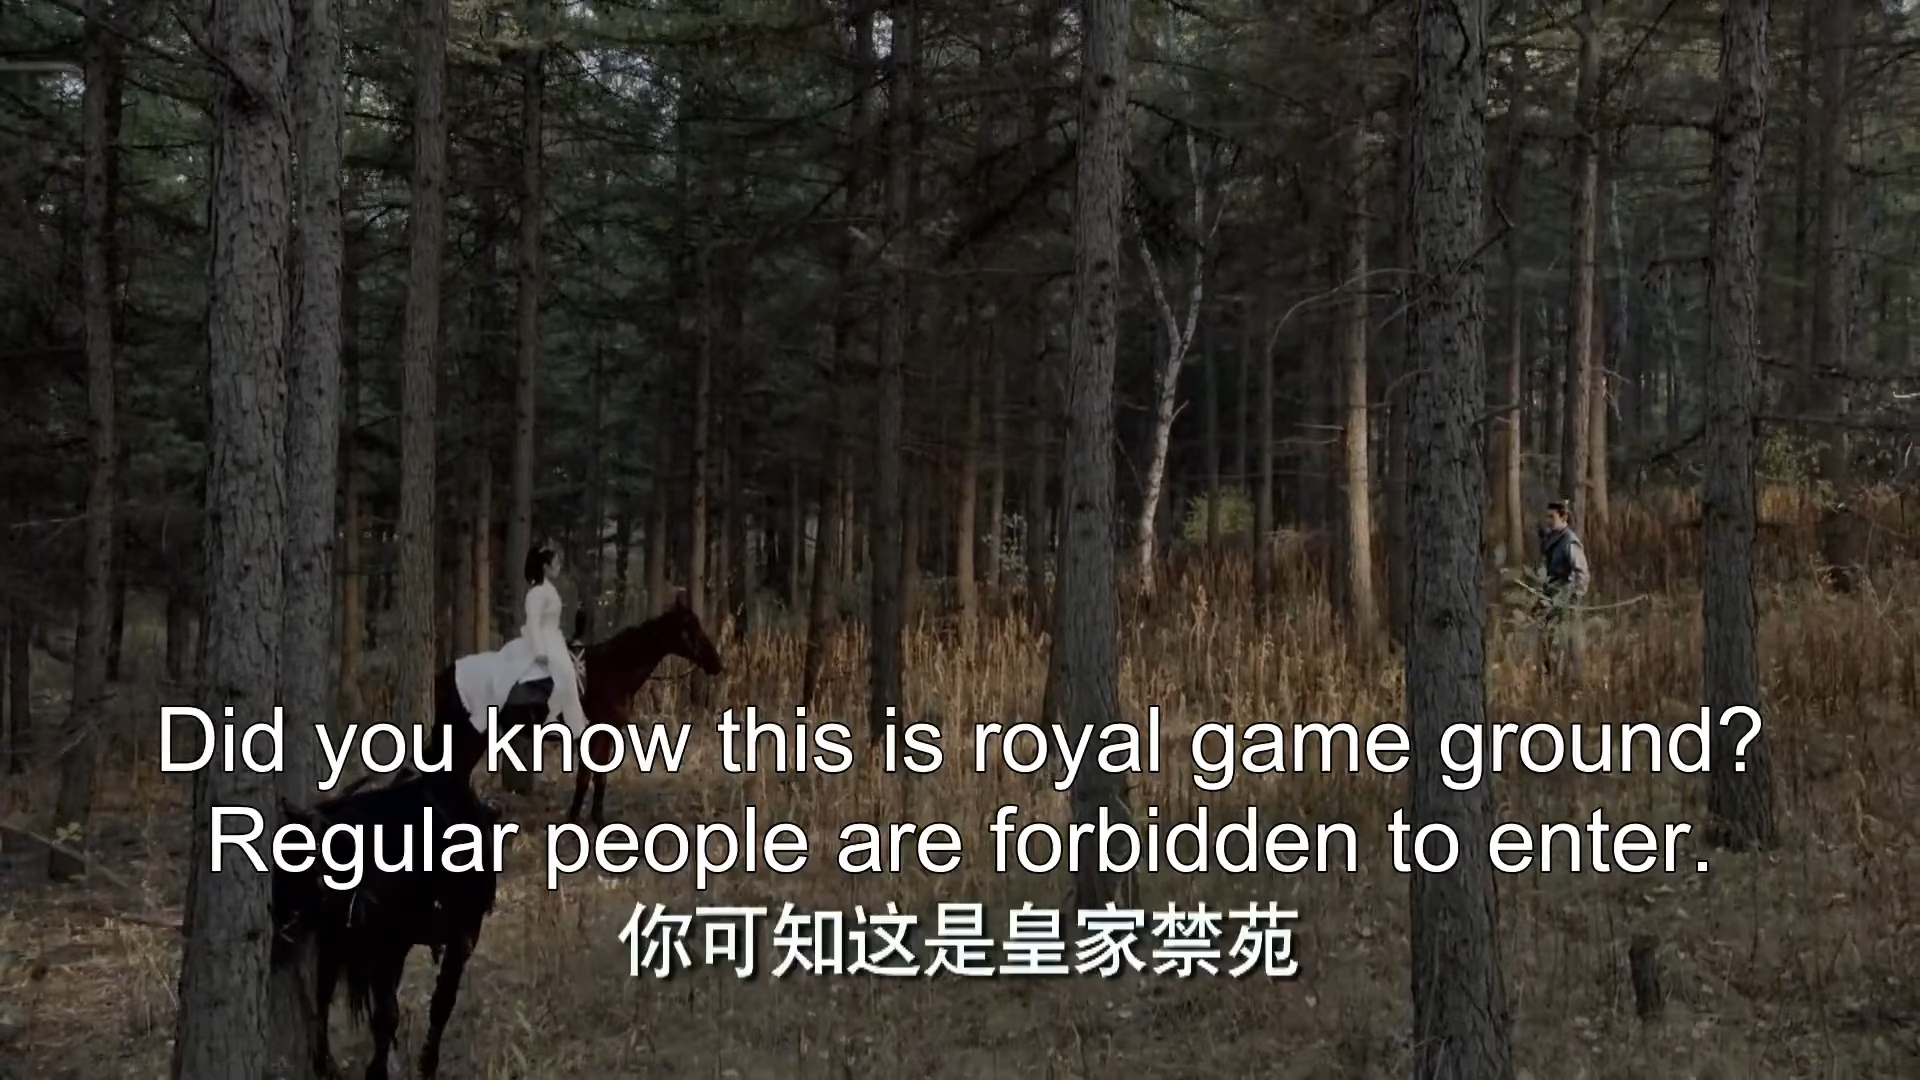 Did you know this is royal game ground?
Regular people are forbidden to enter.
你可知这是皇家禁苑